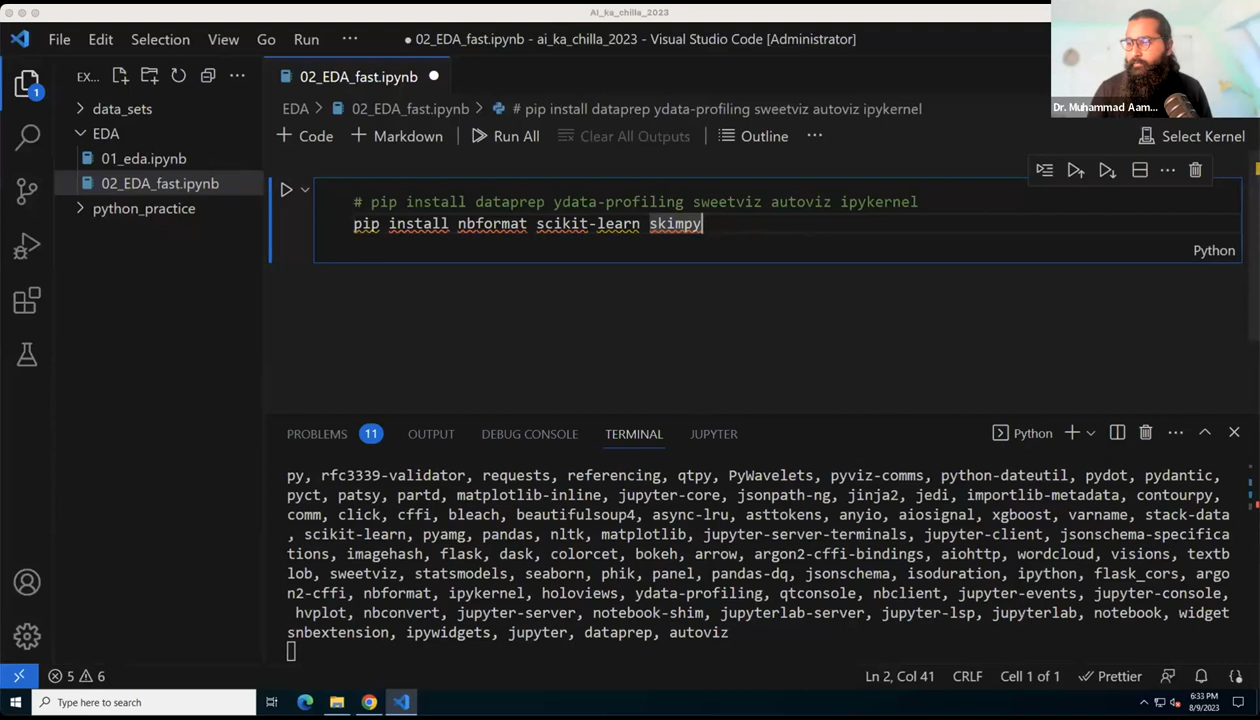 Ai_ka_chilla_2023
File Edit Selection View Go Run ··· ● 02_EDA_fast.ipynb - ai_ka_chilla_2023 - Visual Studio Code [Administrator]
Dr. Muhammad Aam...
EX... ···
02_EDA_fast.ipynb ●
1
data_sets
EDA
01_eda.ipynb
02_EDA_fast.ipynb
python_practice
EDA > 02_EDA_fast.ipynb > # pip install dataprep ydata-profiling sweetviz autoviz ipykernel
+ Code + Markdown Run All Clear All Outputs Outline ··· Select Kernel
# pip install dataprep ydata-profiling sweetviz autoviz ipykernel
pip install nbformat scikit-learn skimpy
Python
PROBLEMS 11 OUTPUT DEBUG CONSOLE TERMINAL JUPYTER Python
py, rfc3339-validator, requests, referencing, qtpy, PyWavelets, pyviz-comms, python-dateutil, pydot, pydantic,
pyct, patsy, partd, matplotlib-inline, jupyter-core, jsonpath-ng, jinja2, jedi, importlib-metadata, contourpy,
comm, click, cffi, bleach, beautifulsoup4, async-lru, asttokens, anyio, aiosignal, xgboost, varname, stack-data
, scikit-learn, pyamg, pandas, nltk, matplotlib, jupyter-server-terminals, jupyter-client, jsonschema-specifica
tions, imagehash, flask, dask, colorcet, bokeh, arrow, argon2-cffi-bindings, aiohttp, wordcloud, visions, textb
lob, sweetviz, statsmodels, seaborn, phik, panel, pandas-dq, jsonschema, isoduration, ipython, flask_cors, argo
n2-cffi, nbformat, ipykernel, holoviews, ydata-profiling, qtconsole, nbclient, jupyter-events, jupyter-console,
hvplot, nbconvert, jupyter-server, notebook-shim, jupyterlab-server, jupyter-lsp, jupyterlab, notebook, widget
snbextension, ipywidgets, jupyter, dataprep, autoviz
5 6 Ln 2, Col 41 CRLF Cell 1 of 1 Prettier
Type here to search
6:33 PM
8/9/2023